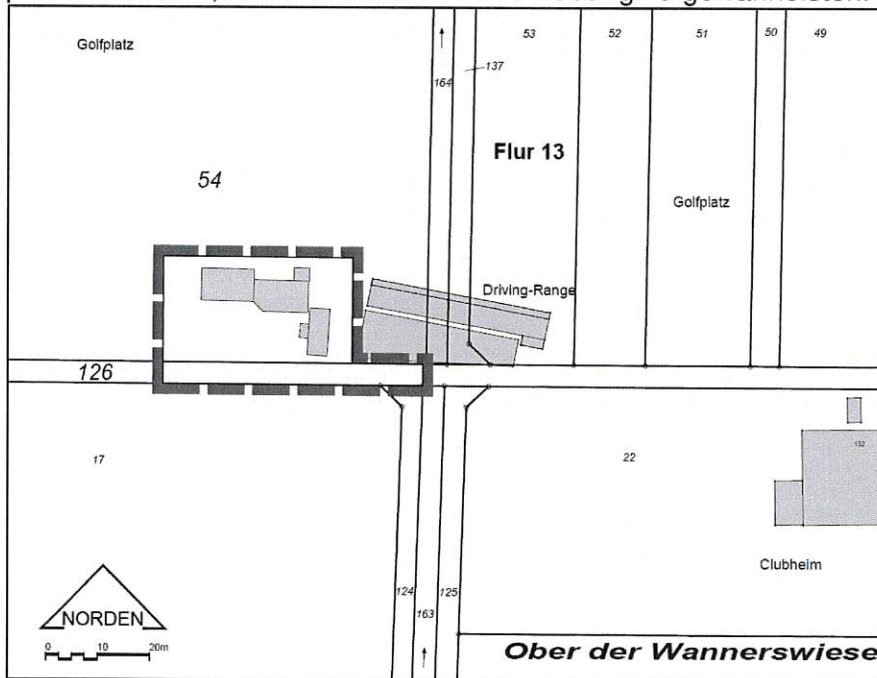 Golfplatz
53
52
51
50
49
137
164
Flur 13
54
Golfplatz
Driving-Range
126
17
22
132
Clubheim
124
125
163
NORDEN
0 10 20m
Ober der Wannerswiese